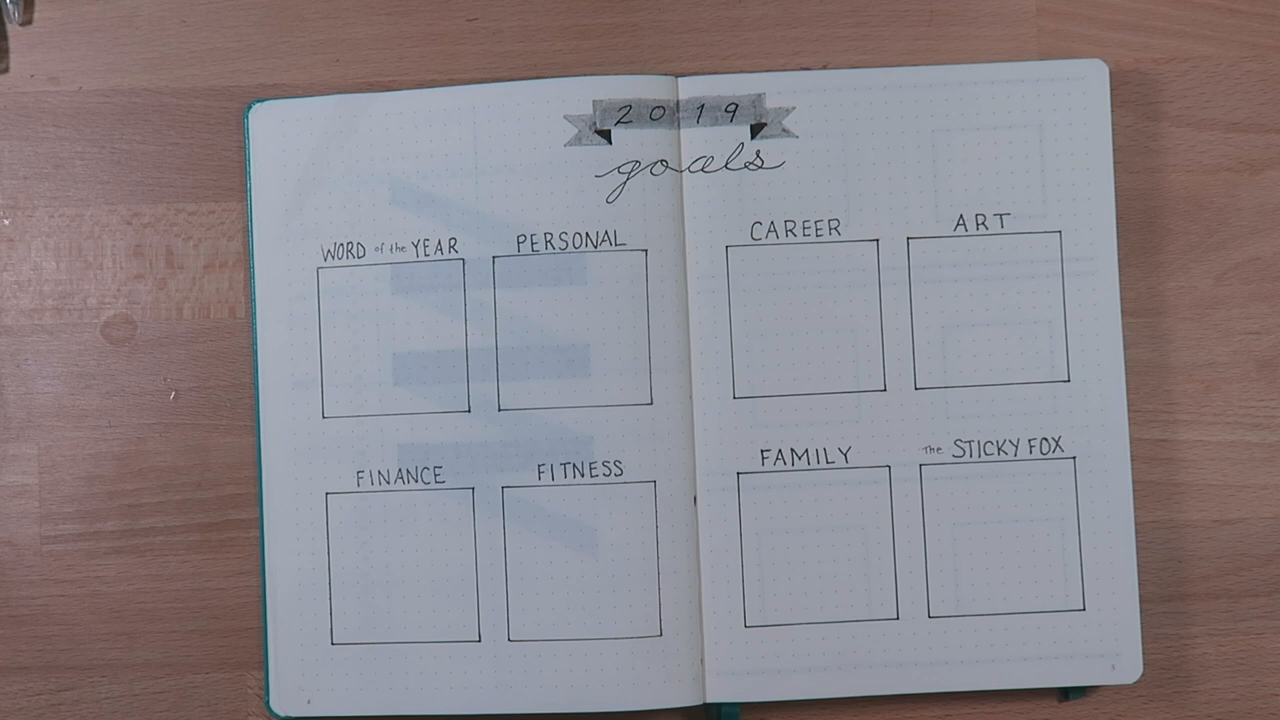 2019
goals
WORD of the YEAR
PERSONAL
CAREER
ART
FINANCE
FITNESS
FAMILY
The STICKY FOX